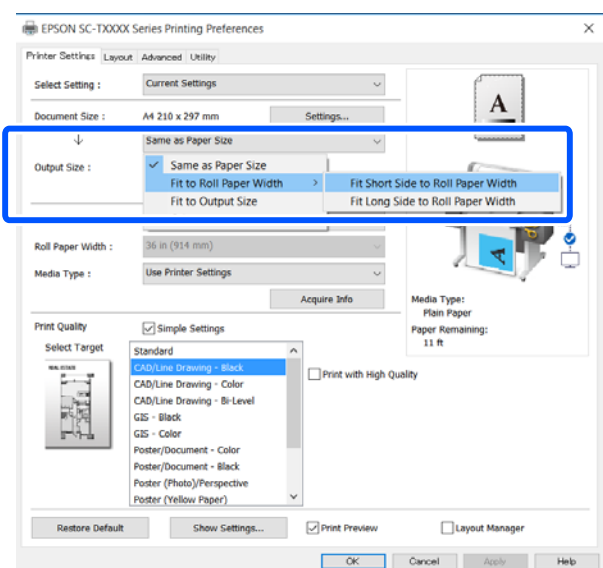 EPSON SC-TXXXX Series Printing Preferences
Printer Settings Layout Advanced Utility
Select Setting : Current Settings
A
Document Size : A4 210 x 297 mm Settings...
Same as Paper Size
Output Size :
Same as Paper Size
Fit to Roll Paper Width > Fit Short Side to Roll Paper Width
Fit to Output Size Fit Long Side to Roll Paper Width
Roll Paper Width : 36 in (914 mm)
Media Type : Use Printer Settings
Acquire Info
Media Type:
Plain Paper
Paper Remaining:
11 ft
Print Quality Simple Settings
Select Target
REAL ESTATE
Standard
CAD/Line Drawing - Black
Print with High Quality
CAD/Line Drawing - Color
CAD/Line Drawing - Bi-Level
GIS - Black
GIS - Color
Poster/Document - Color
Poster/Document - Black
Poster (Photo)/Perspective
Poster (Yellow Paper)
Restore Default Show Settings... Print Preview Layout Manager
OK Cancel Apply Help